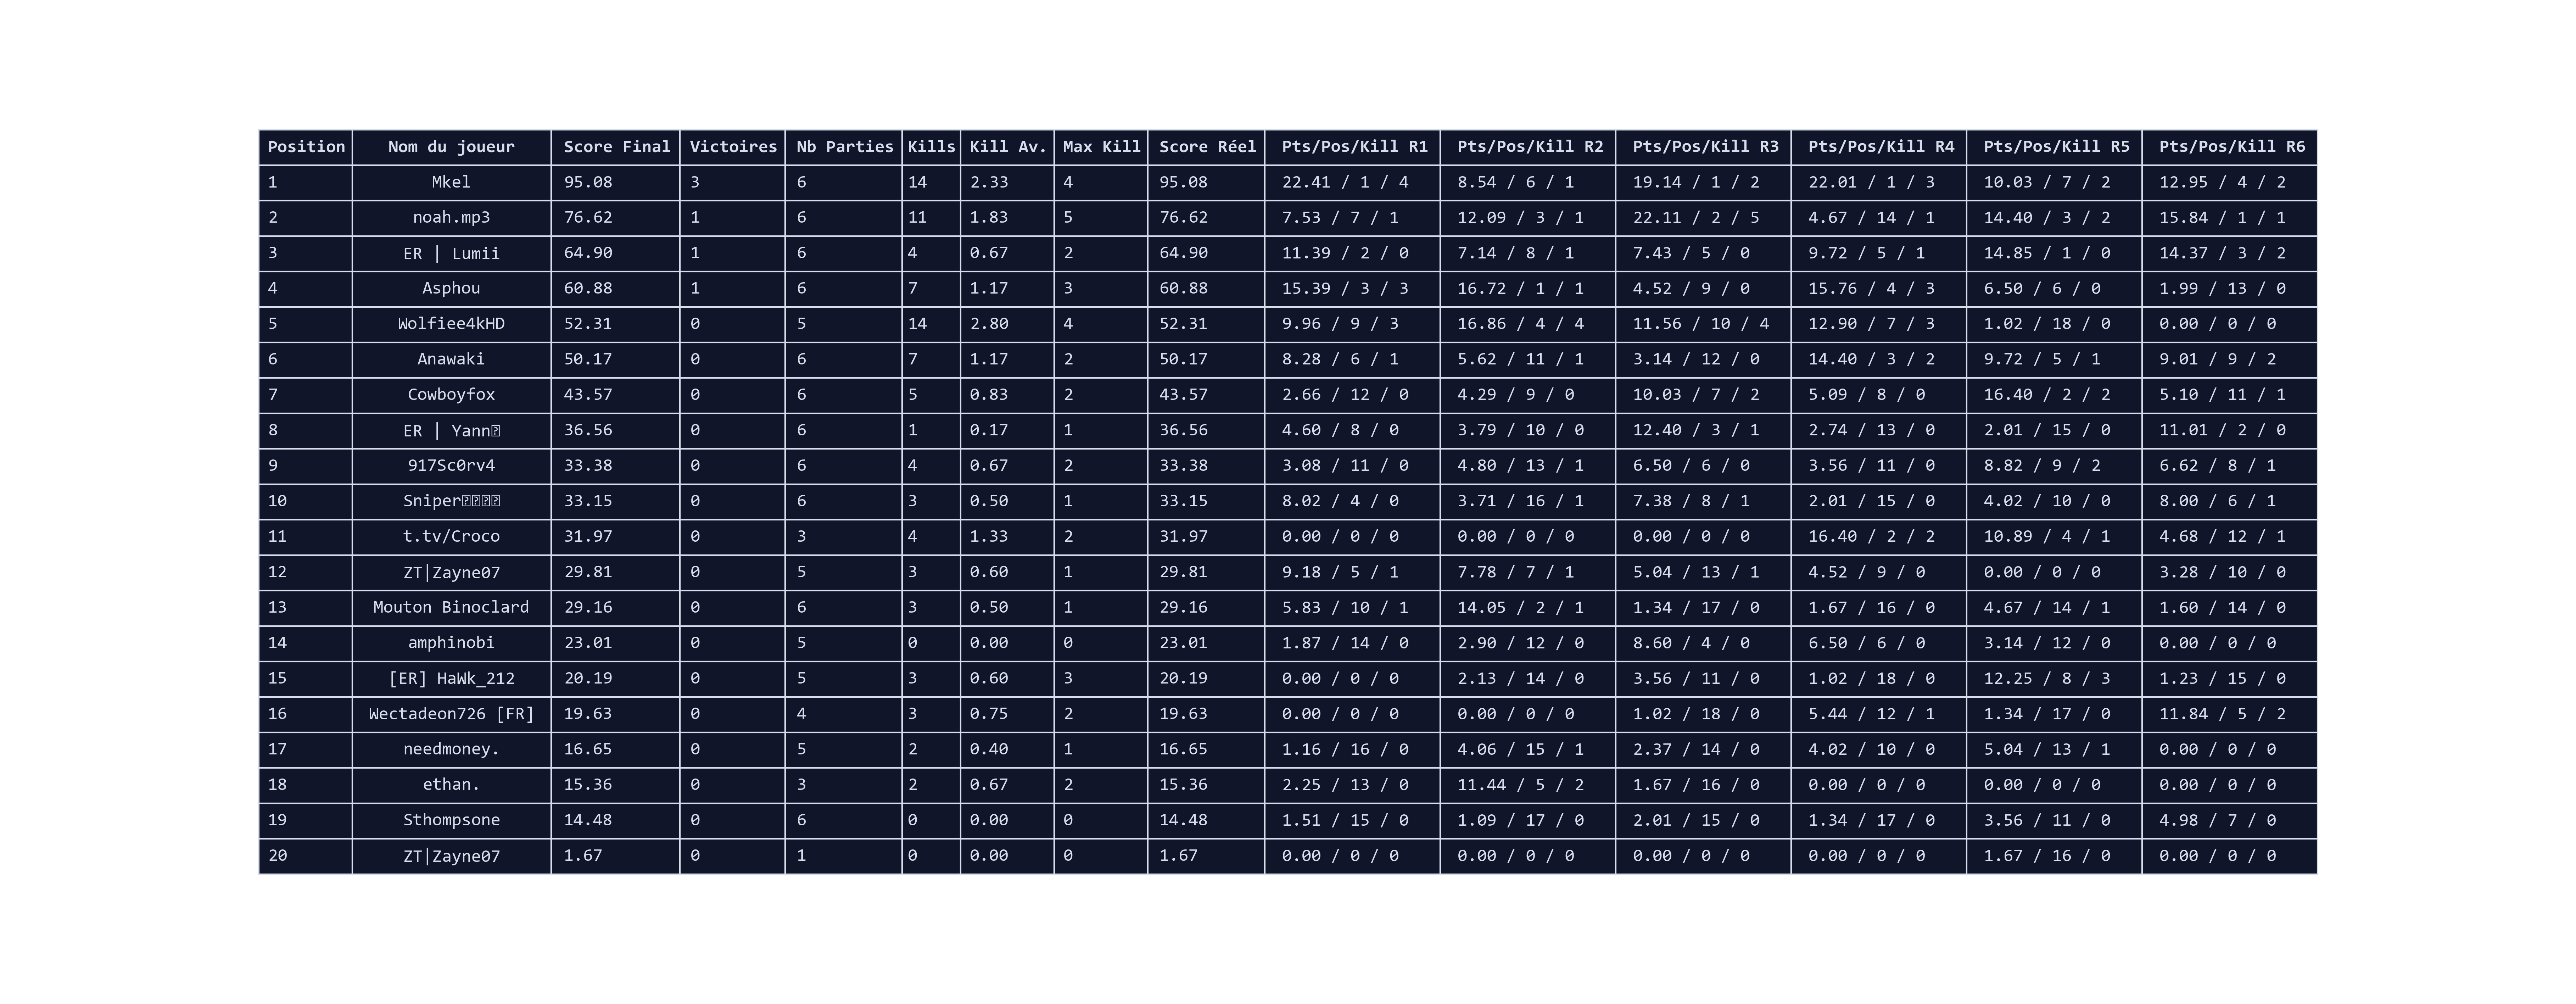 Position Nom du joueur Score Final Victoires Nb Parties Kills Kill Av. Max Kill Score Réel Pts/Pos/Kill R1 Pts/Pos/Kill R2 Pts/Pos/Kill R3 Pts/Pos/Kill R4 Pts/Pos/Kill R5 Pts/Pos/Kill R6
1 Mkel 95.08 3 6 14 2.33 4 95.08 22.41 / 1 / 4 8.54 / 6 / 1 19.14 / 1 / 2 22.01 / 1 / 3 10.03 / 7 / 2 12.95 / 4 / 2
2 noah.mp3 76.62 1 6 11 1.83 5 76.62 7.53 / 7 / 1 12.09 / 3 / 1 22.11 / 2 / 5 4.67 / 14 / 1 14.40 / 3 / 2 15.84 / 1 / 1
3 ER | Lumii 64.90 1 6 4 0.67 2 64.90 11.39 / 2 / 0 7.14 / 8 / 1 7.43 / 5 / 0 9.72 / 5 / 1 14.85 / 1 / 0 14.37 / 3 / 2
4 Asphou 60.88 1 6 7 1.17 3 60.88 15.39 / 3 / 3 16.72 / 1 / 1 4.52 / 9 / 0 15.76 / 4 / 3 6.50 / 6 / 0 1.99 / 13 / 0
5 Wolfiee4kHD 52.31 0 5 14 2.80 4 52.31 9.96 / 9 / 3 16.86 / 4 / 4 11.56 / 10 / 4 12.90 / 7 / 3 1.02 / 18 / 0 0.00 / 0 / 0
6 Anawaki 50.17 0 6 7 1.17 2 50.17 8.28 / 6 / 1 5.62 / 11 / 1 3.14 / 12 / 0 14.40 / 3 / 2 9.72 / 5 / 1 9.01 / 9 / 2
7 Cowboyfox 43.57 0 6 5 0.83 2 43.57 2.66 / 12 / 0 4.29 / 9 / 0 10.03 / 7 / 2 5.09 / 8 / 0 16.40 / 2 / 2 5.10 / 11 / 1
8 ER | Yann 36.56 0 6 1 0.17 1 36.56 4.60 / 8 / 0 3.79 / 10 / 0 12.40 / 3 / 1 2.74 / 13 / 0 2.01 / 15 / 0 11.01 / 2 / 0
9 917Sc0rv4 33.38 0 6 4 0.67 2 33.38 3.08 / 11 / 0 4.80 / 13 / 1 6.50 / 6 / 0 3.56 / 11 / 0 8.82 / 9 / 2 6.62 / 8 / 1
10 Sniper 33.15 0 6 3 0.50 1 33.15 8.02 / 4 / 0 3.71 / 16 / 1 7.38 / 8 / 1 2.01 / 15 / 0 4.02 / 10 / 0 8.00 / 6 / 1
11 t.tv/Croco 31.97 0 3 4 1.33 2 31.97 0.00 / 0 / 0 0.00 / 0 / 0 0.00 / 0 / 0 16.40 / 2 / 2 10.89 / 4 / 1 4.68 / 12 / 1
12 ZT|Zayne07 29.81 0 5 3 0.60 1 29.81 9.18 / 5 / 1 7.78 / 7 / 1 5.04 / 13 / 1 4.52 / 9 / 0 0.00 / 0 / 0 3.28 / 10 / 0
13 Mouton Binoclard 29.16 0 6 3 0.50 1 29.16 5.83 / 10 / 1 14.05 / 2 / 1 1.34 / 17 / 0 1.67 / 16 / 0 4.67 / 14 / 1 1.60 / 14 / 0
14 amphinobi 23.01 0 5 0 0.00 0 23.01 1.87 / 14 / 0 2.90 / 12 / 0 8.60 / 4 / 0 6.50 / 6 / 0 3.14 / 12 / 0 0.00 / 0 / 0
15 [ER] HaWk_212 20.19 0 5 3 0.60 3 20.19 0.00 / 0 / 0 2.13 / 14 / 0 3.56 / 11 / 0 1.02 / 18 / 0 12.25 / 8 / 3 1.23 / 15 / 0
16 Wectadeon726 [FR] 19.63 0 4 3 0.75 2 19.63 0.00 / 0 / 0 0.00 / 0 / 0 1.02 / 18 / 0 5.44 / 12 / 1 1.34 / 17 / 0 11.84 / 5 / 2
17 needmoney. 16.65 0 5 2 0.40 1 16.65 1.16 / 16 / 0 4.06 / 15 / 1 2.37 / 14 / 0 4.02 / 10 / 0 5.04 / 13 / 1 0.00 / 0 / 0
18 ethan. 15.36 0 3 2 0.67 2 15.36 2.25 / 13 / 0 11.44 / 5 / 2 1.67 / 16 / 0 0.00 / 0 / 0 0.00 / 0 / 0 0.00 / 0 / 0
19 Sthompsone 14.48 0 6 0 0.00 0 14.48 1.51 / 15 / 0 1.09 / 17 / 0 2.01 / 15 / 0 1.34 / 17 / 0 3.56 / 11 / 0 4.98 / 7 / 0
20 ZT|Zayne07 1.67 0 1 0 0.00 0 1.67 0.00 / 0 / 0 0.00 / 0 / 0 0.00 / 0 / 0 0.00 / 0 / 0 1.67 / 16 / 0 0.00 / 0 / 0